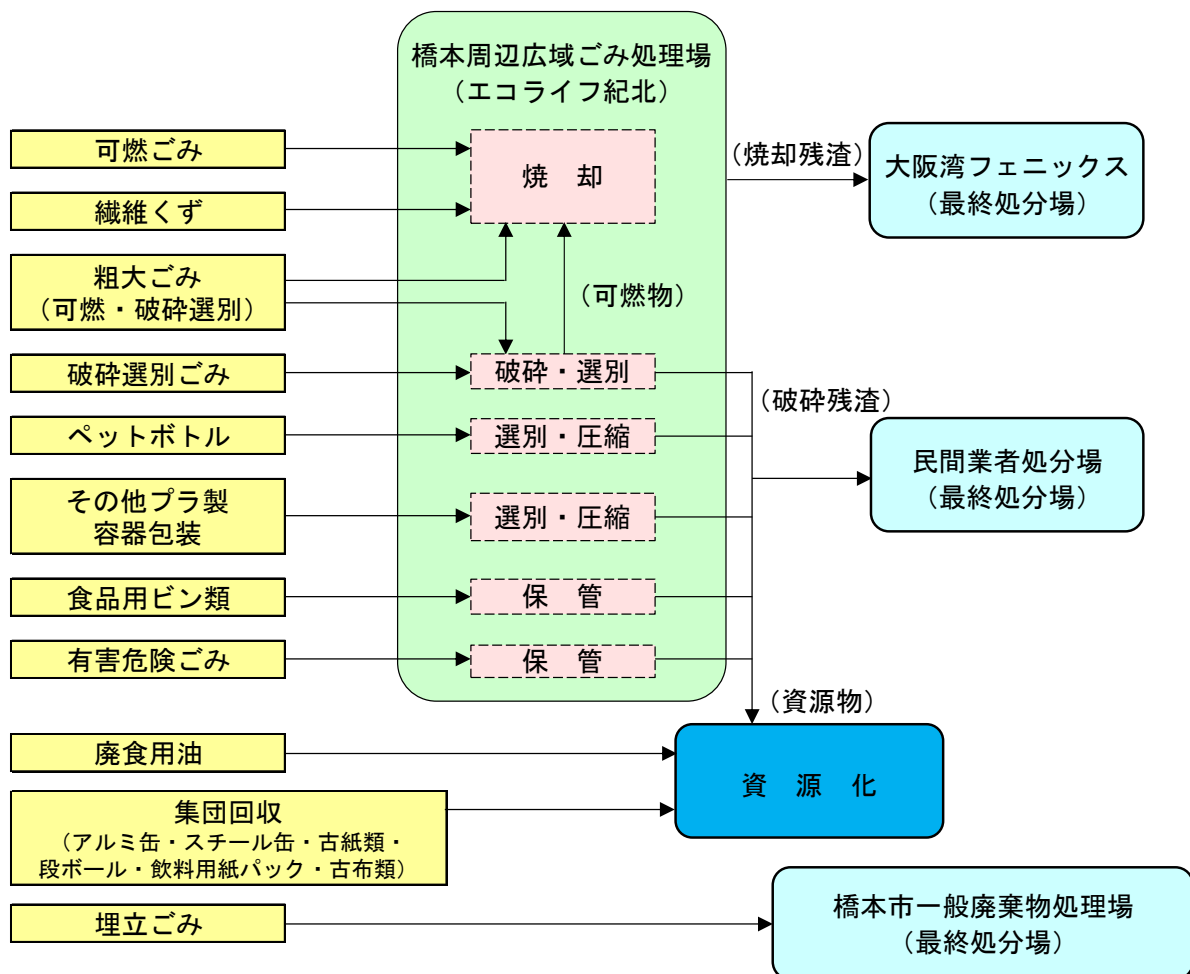 橋本周辺広域ごみ処理場
（エコライフ紀北）
可燃ごみ
焼　却
（焼却残渣）
大阪湾フェニックス
（最終処分場）
繊維くず
粗大ごみ
（可燃・破砕選別）
（可燃物）
破砕選別ごみ
破砕・選別
（破砕残渣）
ペットボトル
選別・圧縮
民間業者処分場
（最終処分場）
その他プラ製
容器包装
選別・圧縮
食品用ビン類
保　管
有害危険ごみ
保　管
（資源物）
廃食用油
資　源　化
集団回収
（アルミ缶・スチール缶・古紙類・
段ボール・飲料用紙パック・古布類）
埋立ごみ
橋本市一般廃棄物処理場
（最終処分場）